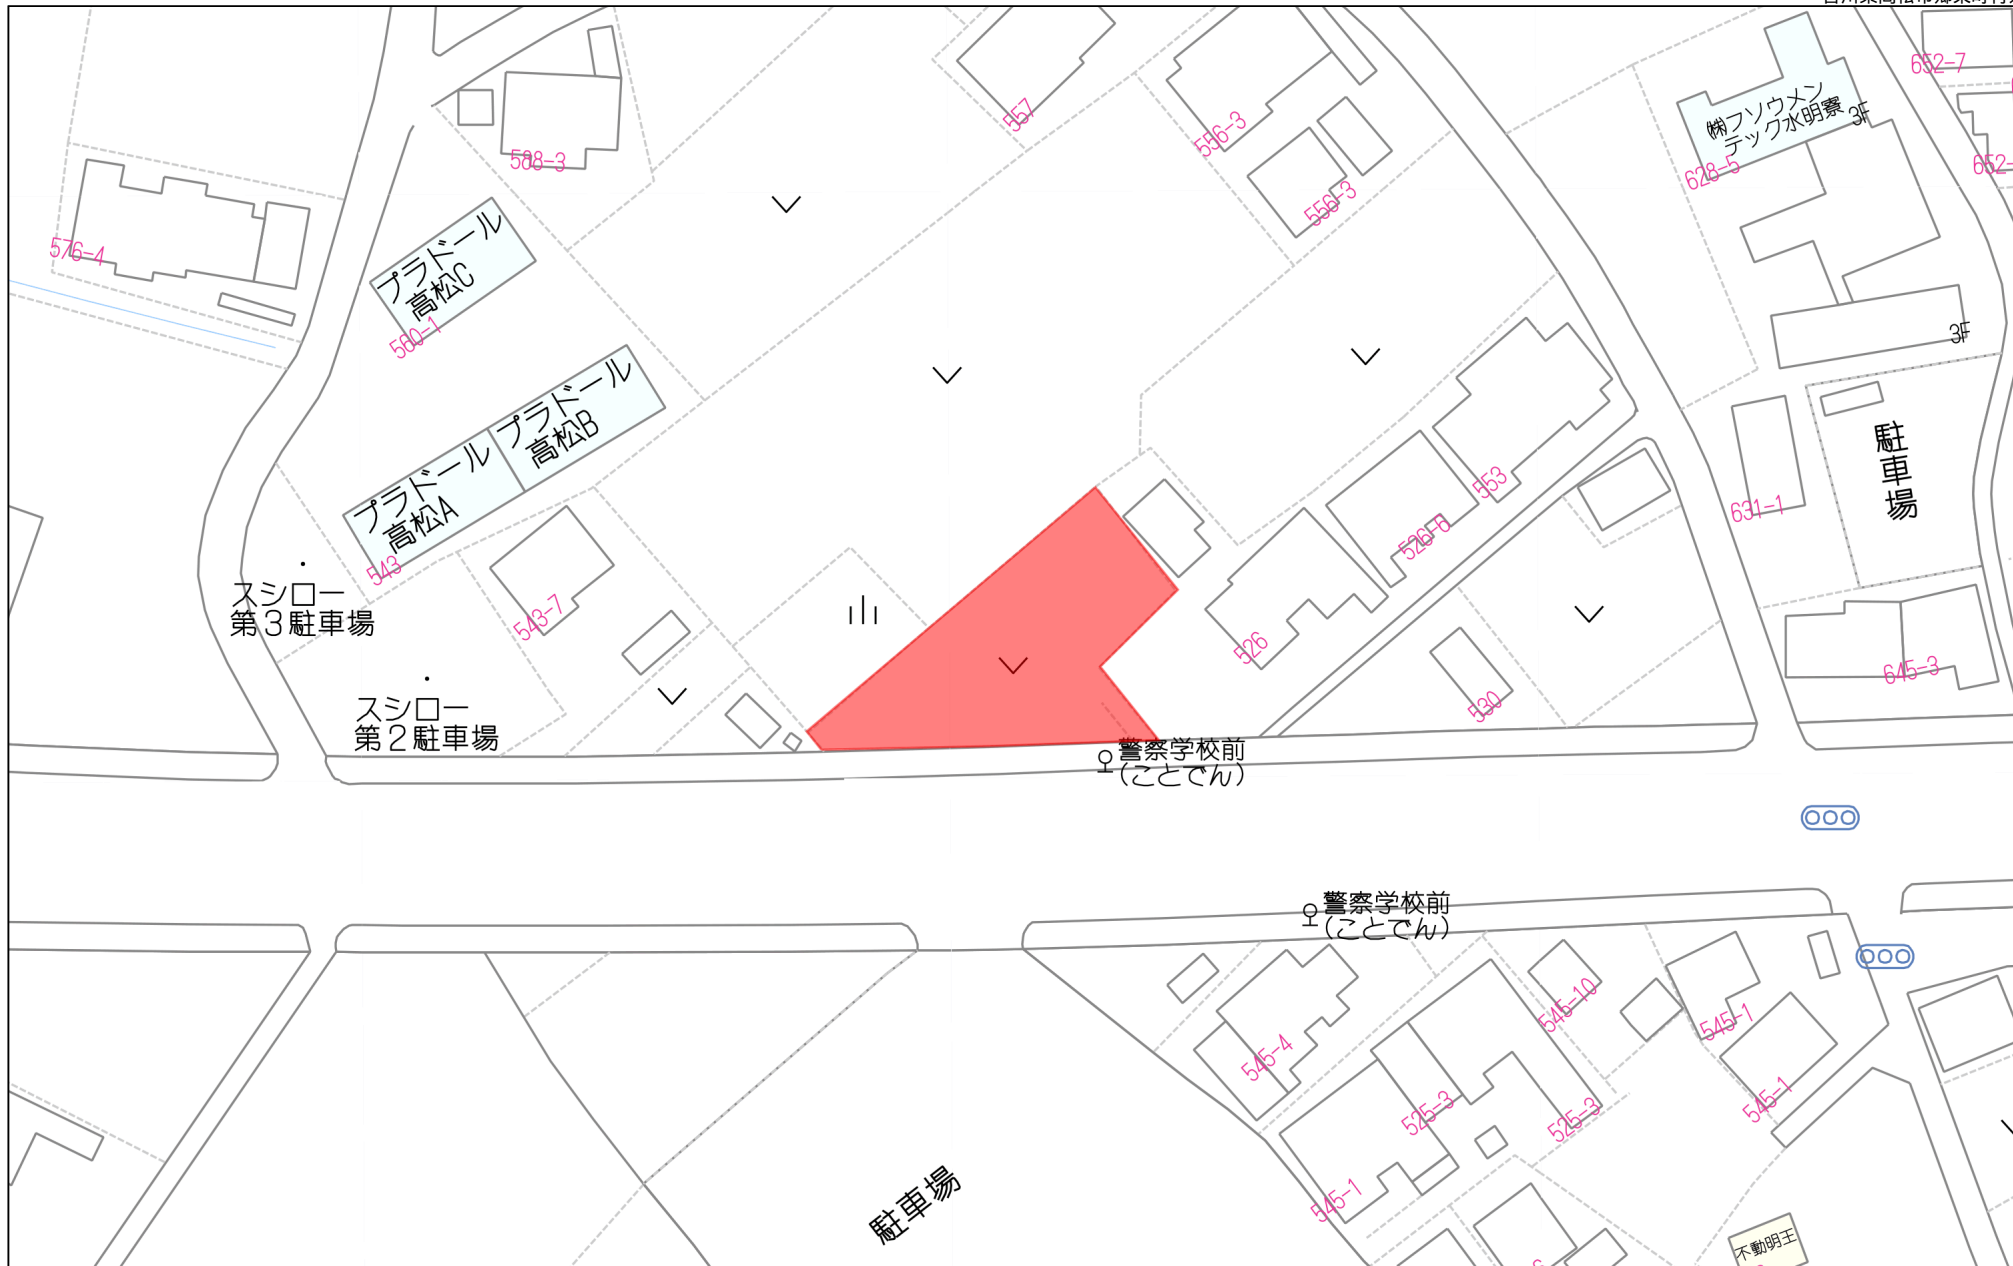 652-7
㈱フソウメン
テック水明寮
3F
628-5
652-
557
556-3
588-3
556-3
576-4
プラドール
高松C
560-1
3F
プラドール
高松B
プラドール
高松A
543
駐車場
553
631-1
526-6
スシロー
第3駐車場
543-7
526
645-3
530
スシロー
第2駐車場
警察学校前
(ことでん)
警察学校前
(ことでん)
545-10
545-1
545-4
545-1
525-3
525-3
545-1
駐車場
不動明王